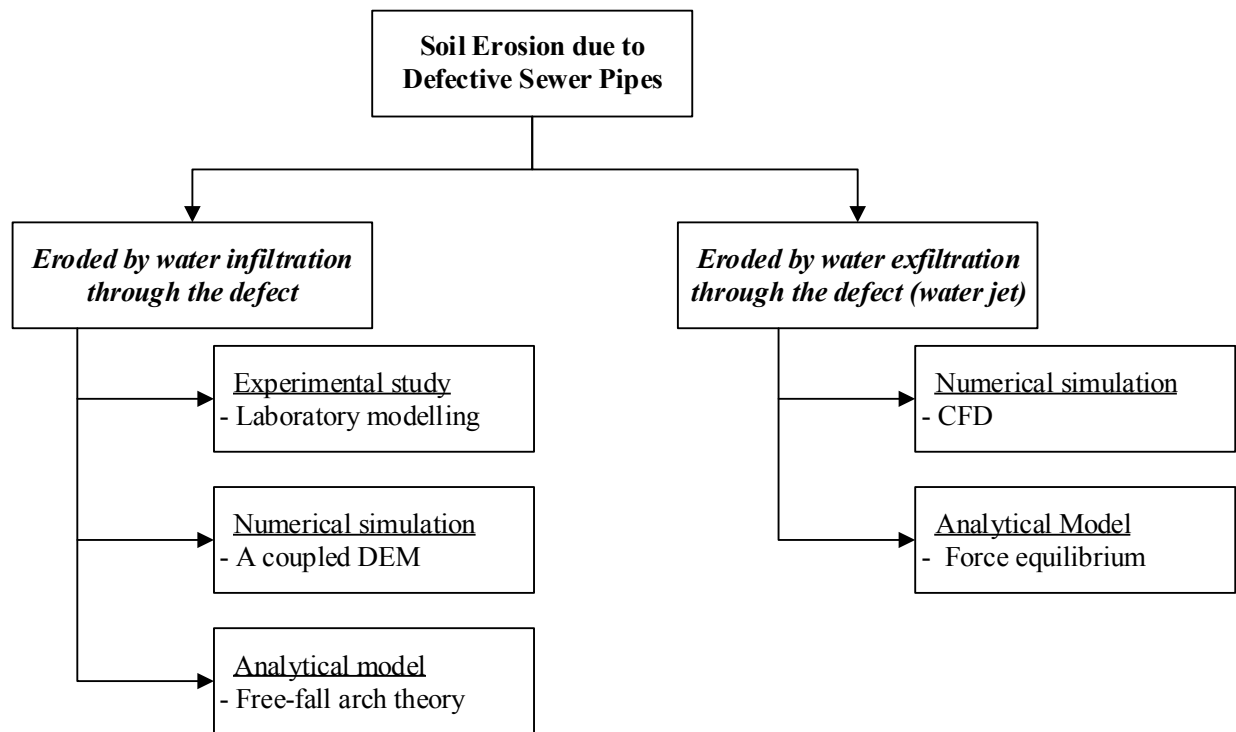 Soil Erosion due to
Defective Sewer Pipes
Eroded by water infiltration
through the defect
Experimental study
- Laboratory modelling
Numerical simulation
- A coupled DEM
Analytical model
- Free-fall arch theory
Eroded by water exfiltration
through the defect (water jet)
Numerical simulation
- CFD
Analytical Model
- Force equilibrium